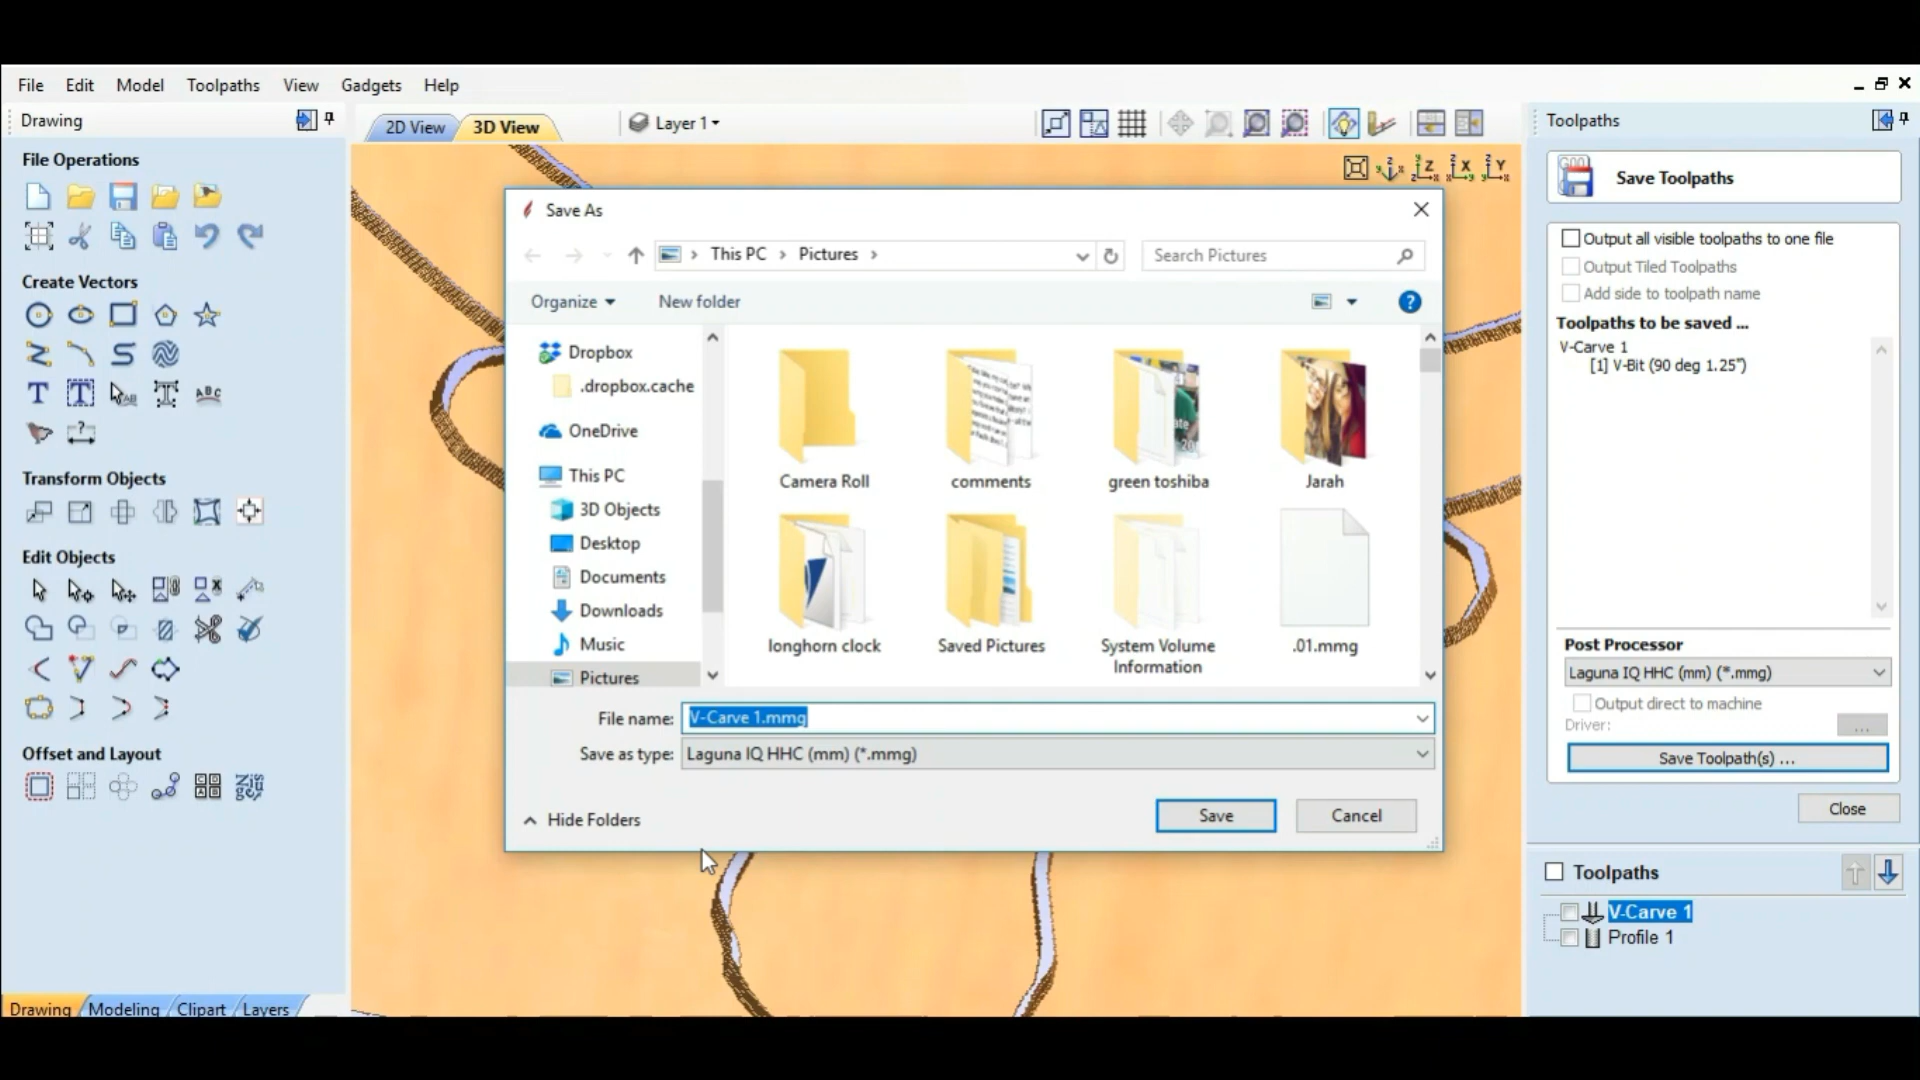 File Edit Model Toolpaths View Gadgets Help
Drawing
File Operations
Create Vectors
Transform Objects
Edit Objects
Offset and Layout
Drawing Modeling Clipart Layers
2D View 3D View Layer 1
Save As
This PC › Pictures ›
Search Pictures
Organize New folder
Dropbox
.dropbox.cache
OneDrive
This PC
3D Objects
Desktop
Documents
Downloads
Music
Pictures
Camera Roll comments green toshiba Jarah
longhorn clock Saved Pictures System Volume .01.mmg
Information
File name: V-Carve 1.mmg
Save as type: Laguna IQ HHC (mm) (*.mmg)
Hide Folders
Save Cancel
Toolpaths
Save Toolpaths
Output all visible toolpaths to one file
Output Tiled Toolpaths
Add side to toolpath name
Toolpaths to be saved ...
V-Carve 1
[1] V-Bit (90 deg 1.25")
Post Processor
Laguna IQ HHC (mm) (*.mmg)
Output direct to machine
Driver:
...
Save Toolpath(s) ...
Close
Toolpaths
V-Carve 1
Profile 1